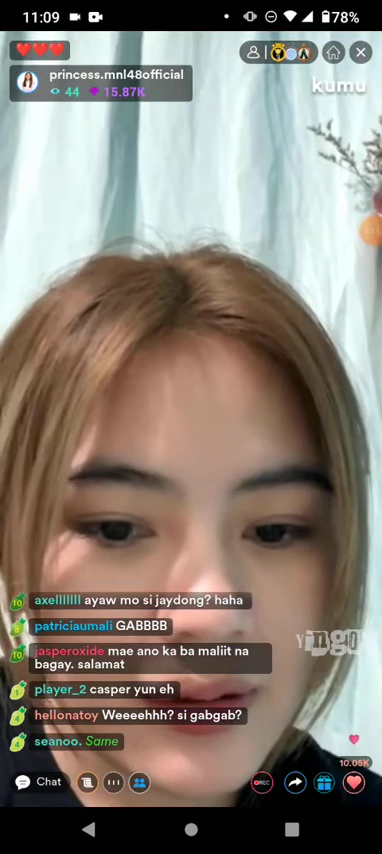 11:09
78%
princess.mnl48official
44
15.87K
kumu
axelllllll ayaw mo si jaydong? haha
patriciaumali GABBBB
jasperoxide mae ano ka ba maliit na
bagay. salamat
player_2 casper yun eh
hellonatoy Weeeehhh? si gabgab?
seanoo. Same
10.05K
Chat
REC